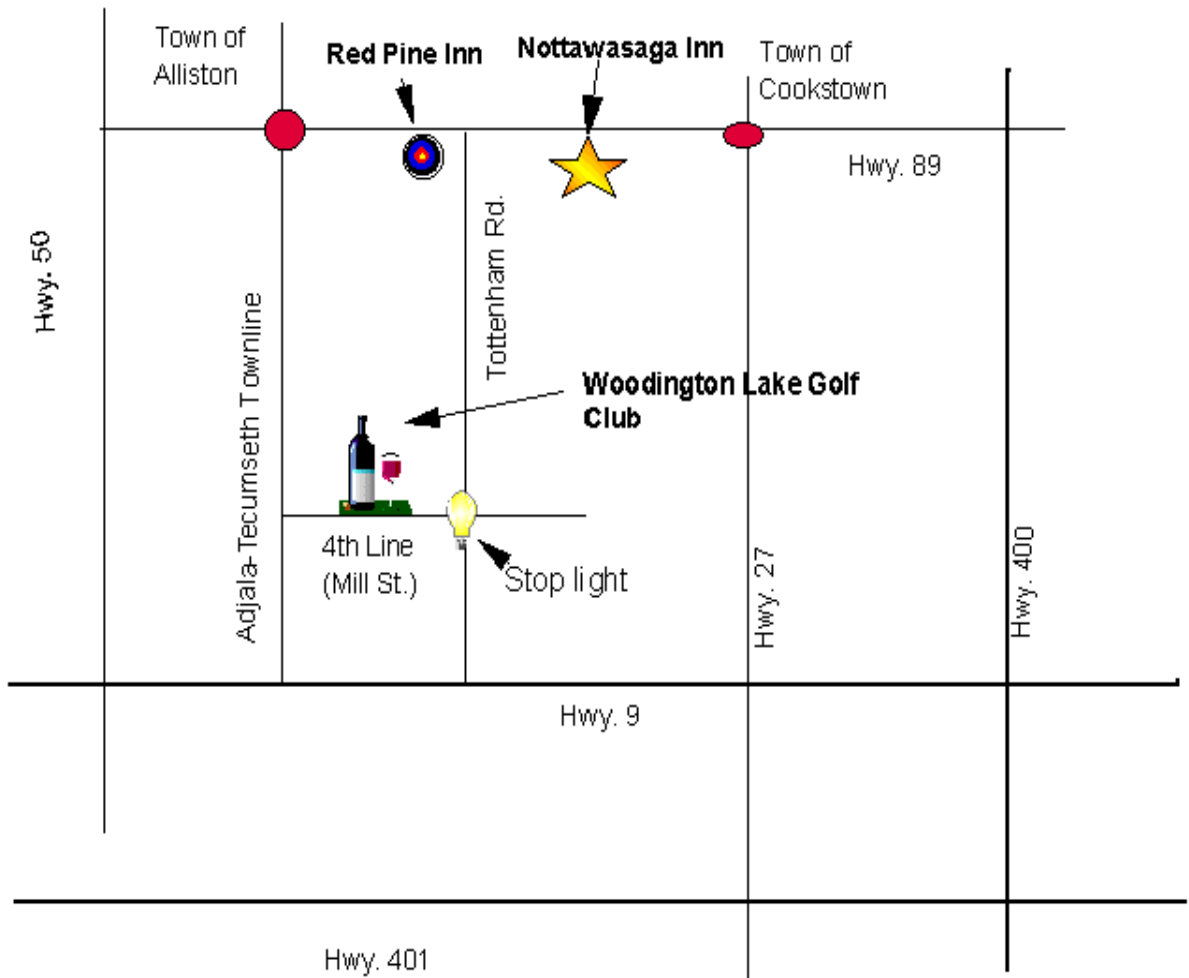 Town of
Alliston
Red Pine Inn
Nottawasaga Inn
Town of
Cookstown
Hwy. 89
Hwy. 50
Tottenham Rd.
Adjala-Tecumseth Townline
Woodington Lake Golf
Club
4th Line
(Mill St.)
Stop light
Hwy. 27
Hwy. 400
Hwy. 9
Hwy. 401